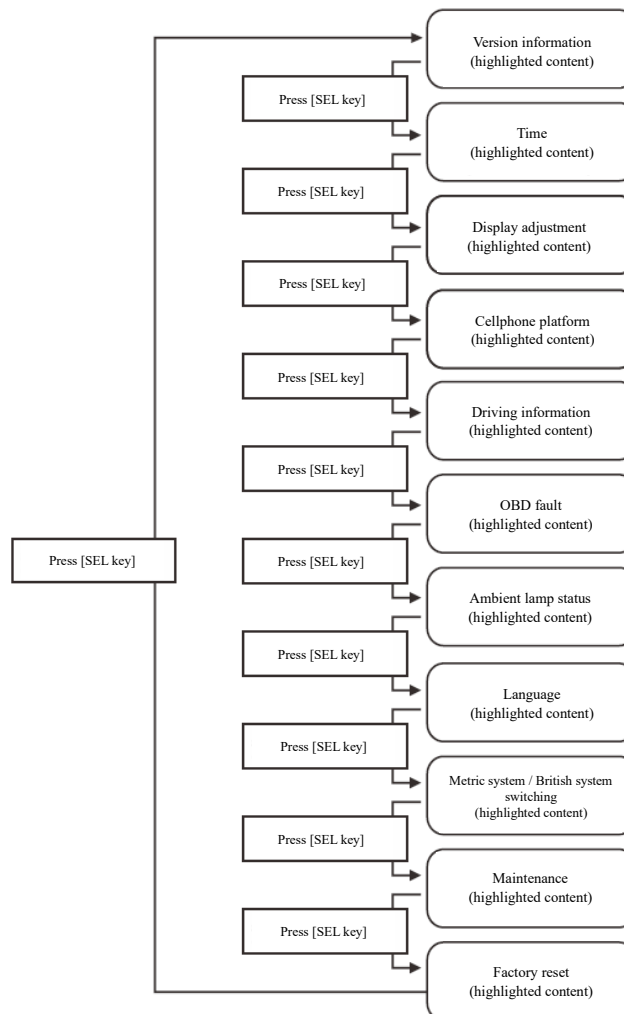 Version information
(highlighted content)
Press [SEL key]
Time
(highlighted content)
Press [SEL key]
Display adjustment
(highlighted content)
Press [SEL key]
Cellphone platform
(highlighted content)
Press [SEL key]
Driving information
(highlighted content)
Press [SEL key]
OBD fault
(highlighted content)
Press [SEL key]
Press [SEL key]
Ambient lamp status
(highlighted content)
Press [SEL key]
Language
(highlighted content)
Press [SEL key]
Metric system / British system
switching
(highlighted content)
Press [SEL key]
Maintenance
(highlighted content)
Press [SEL key]
Factory reset
(highlighted content)